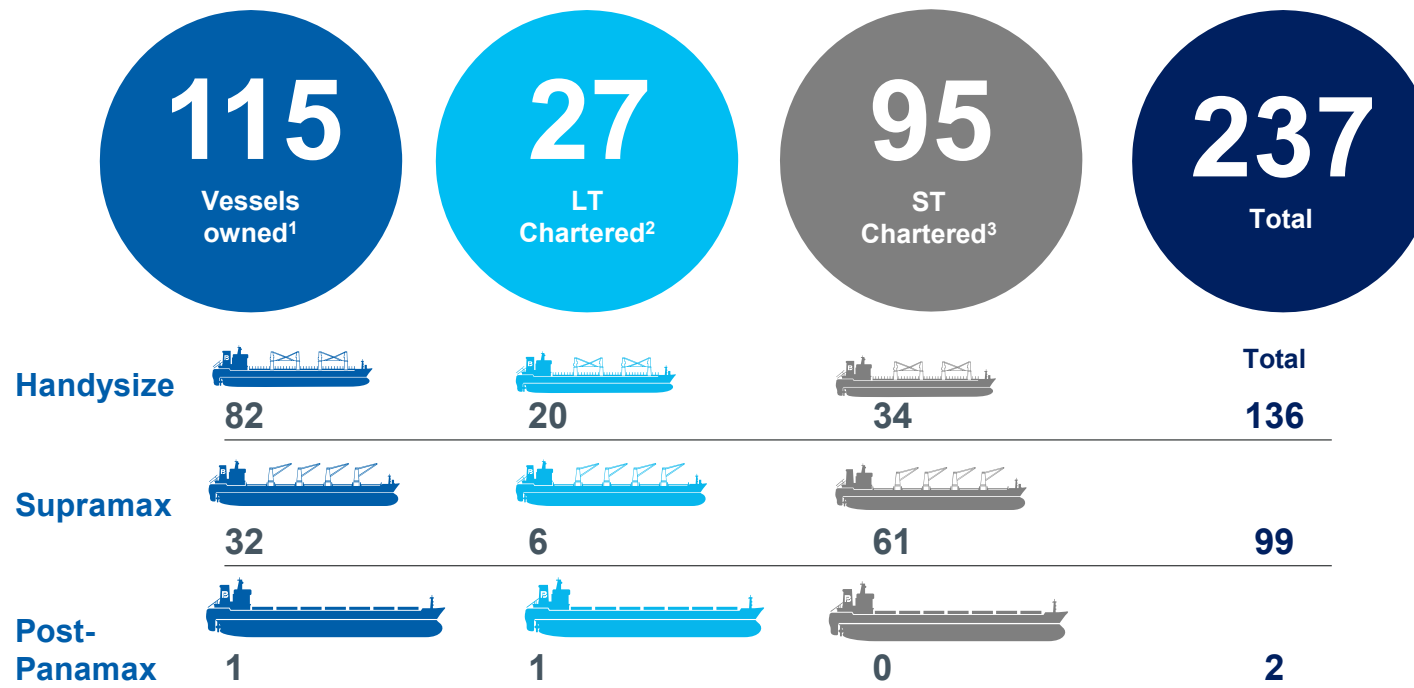 115
Vessels
owned¹
27
LT
Chartered²
95
ST
Chartered³
237
Total
Total
Handysize
82 20 34 136
Supramax
32 6 61 99
Post-
Panamax
1 1 0 2